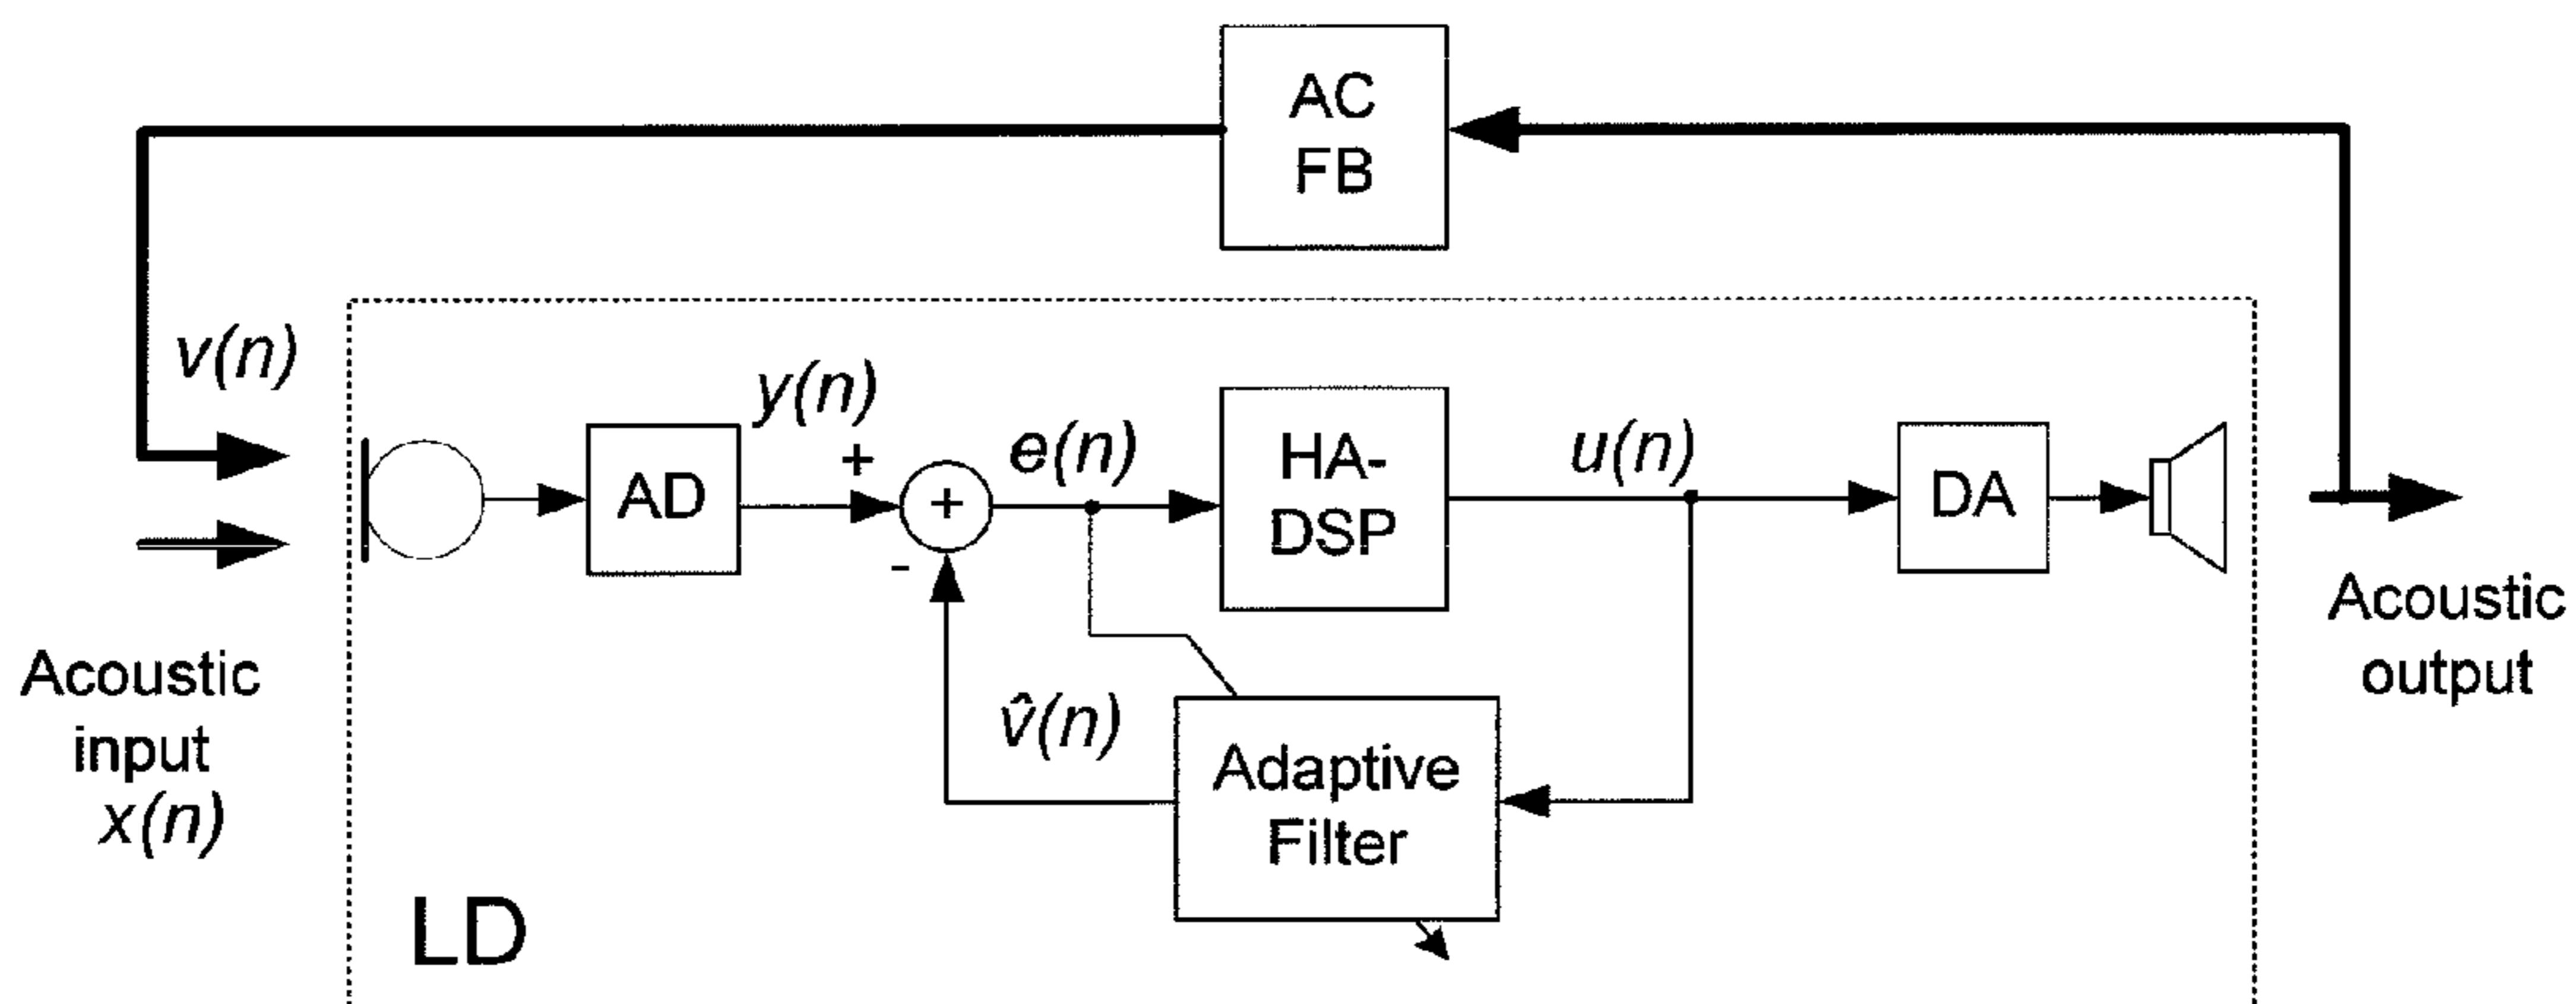 AC
FB
v(n)
y(n)
e(n)
u(n)
+
AD
+
HA-
DSP
DA
-
Acoustic
input
x(n)
v̂(n)
Adaptive
Filter
Acoustic
output
LD